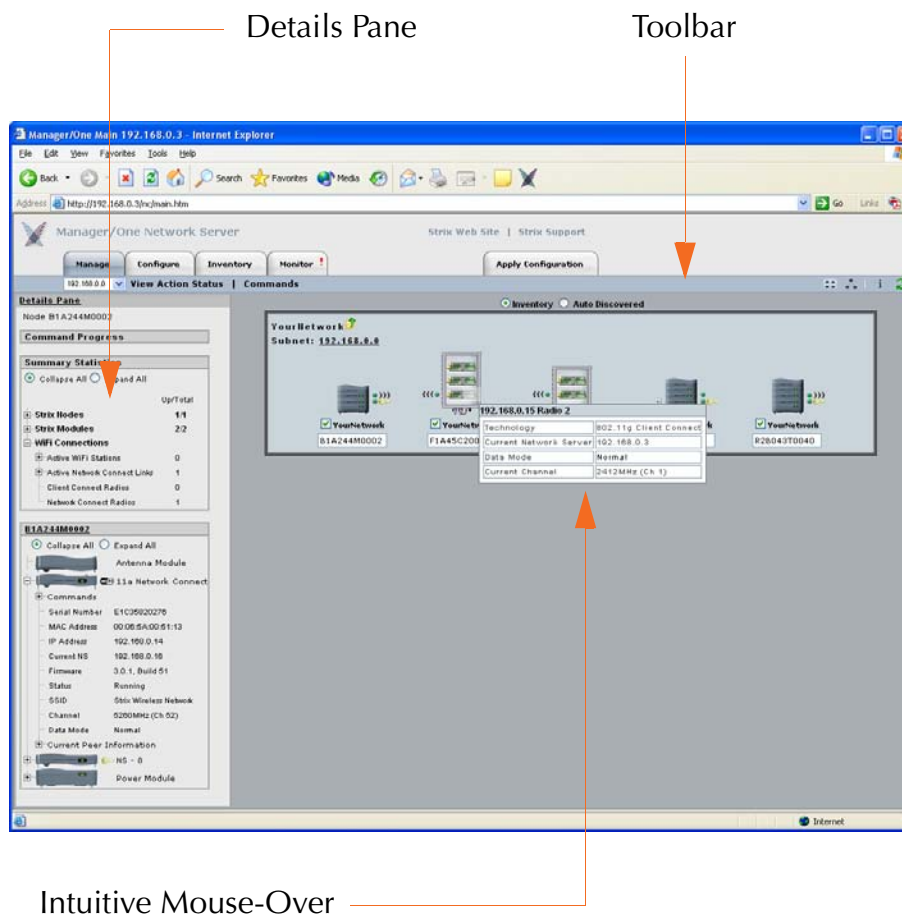 Details Pane
Toolbar
Manager/One Main 192.168.0.3 - Internet Explorer
File Edit View Favorites Tools Help
Back Search Favorites Media
Address http://192.168.0.3/nc/main.htm Go Links
Manager/One Network Server
Strix Web Site | Strix Support
Manage Configure Inventory Monitor ! Apply Configuration
192.168.0.0 View Action Status | Commands
Details Pane
Node B1A244M0002
Command Progress
Summary Statistics
Collapse All Expand All
Up/Total
Strix Nodes 1/1
Strix Modules 2/2
WiFi Connections
Active WiFi Stations 0
Active Network Connect Links 1
Client Connect Radios 0
Network Connect Radios 1
B1A244M0002
Collapse All Expand All
Antenna Module
11a Network Connect
Commands
Serial Number E1C35920276
MAC Address 00:06:5A:00:51:13
IP Address 192.168.0.14
Current NS 192.168.0.16
Firmware 3.0.1, Build 51
Status Running
SSID Strix Wireless Network
Channel 5260MHz (Ch 52)
Data Mode Normal
Current Peer Information
NS - 0
Power Module
Inventory Auto Discovered
YourNetwork
Subnet: 192.168.0.0
YourNetwork
B1A244M0002
F1A45C200
YourNetwork
R2B043T0040
192.168.0.15 Radio 2
Technology 802.11g Client Connect
Current Network Server 192.168.0.3
Data Mode Normal
Current Channel 2412MHz (Ch 1)
Internet
Intuitive Mouse-Over